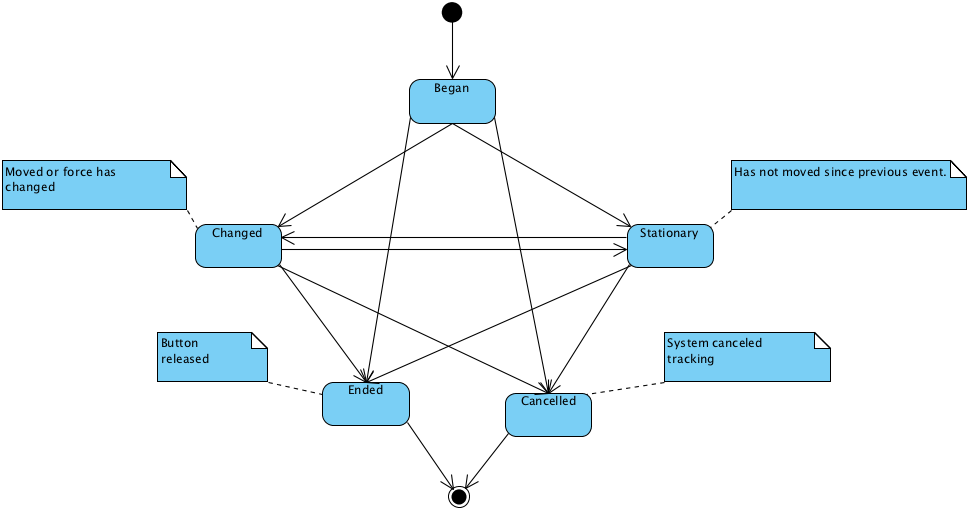 Began
Moved or force has
changed
Has not moved since previous event.
Changed
Stationary
Button
released
System canceled
tracking
Ended
Cancelled